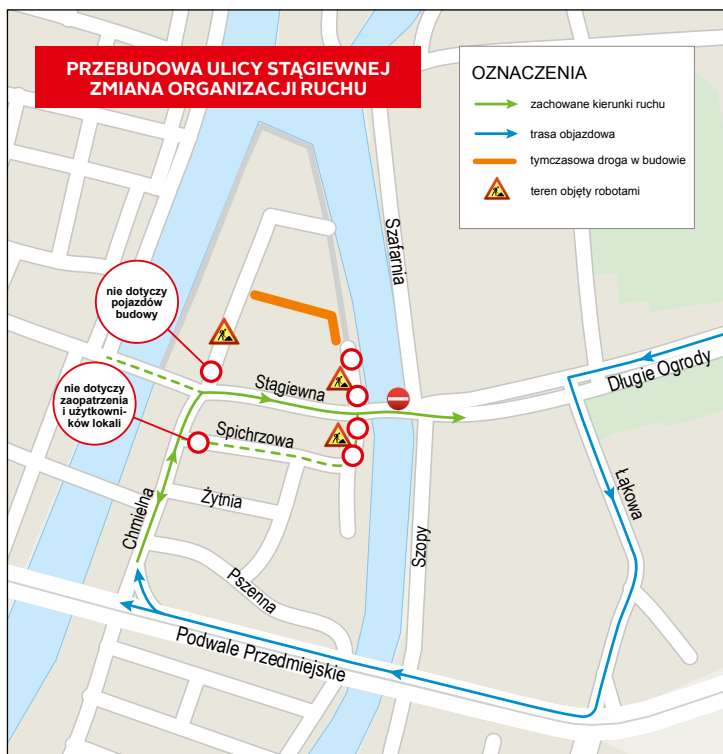 PRZEBUDOWA ULICY STĄGIEWNEJ
ZMIANA ORGANIZACJI RUCHU
OZNACZENIA
zachowane kierunki ruchu
trasa objazdowa
tymczasowa droga w budowie
teren objęty robotami
Szafarnia
nie dotyczy
pojazdów
budowy
nie dotyczy
zaopatrzenia
i użytkowni-
ków lokali
Stągiewna
Długie Ogrody
Spichrzowa
Łąkowa
Żytnia
Chmielna
Szopy
Pszenna
Podwale Przedmiejskie